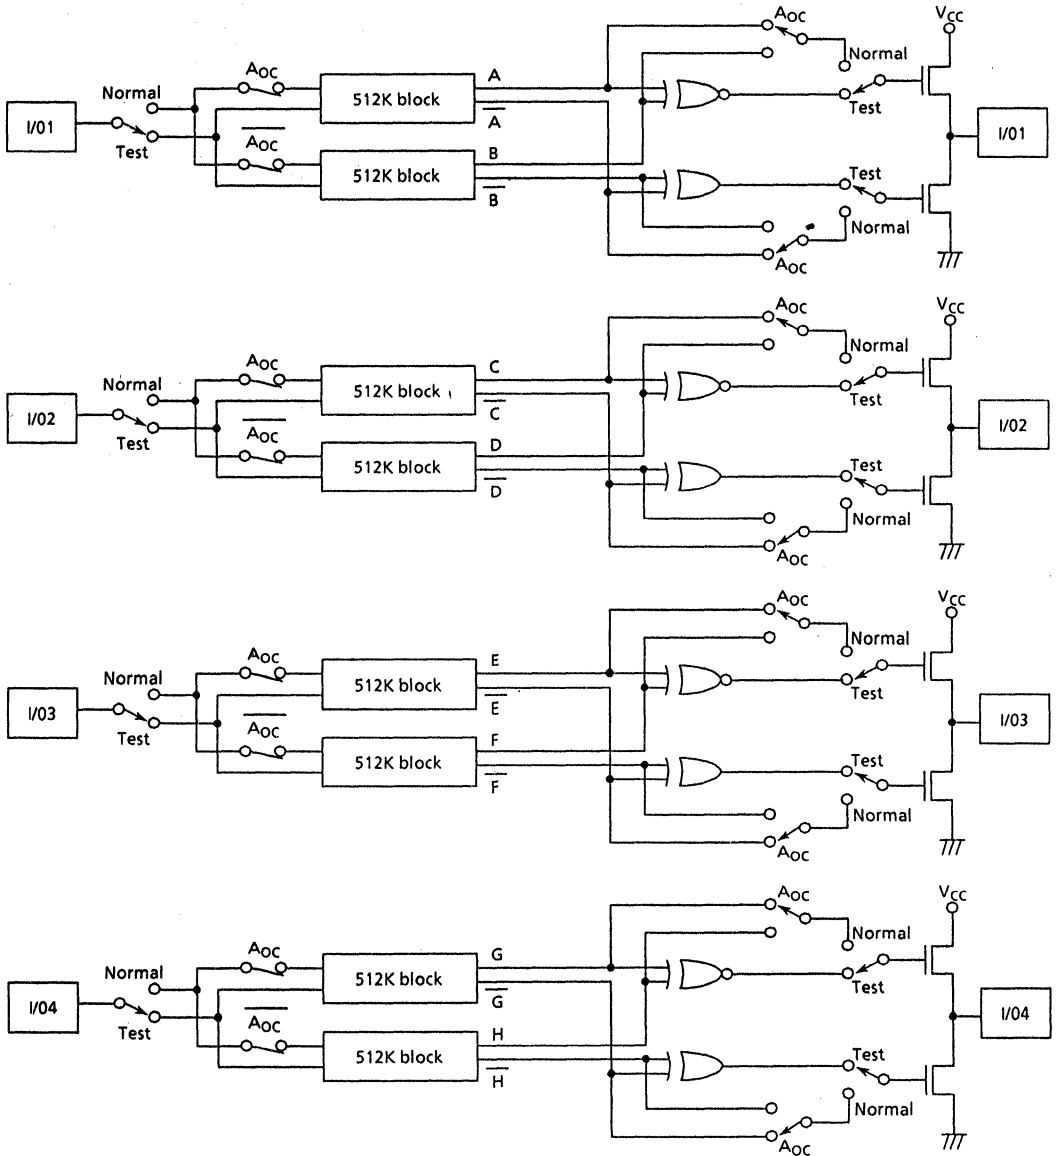 AOC
VCC
Normal
AOC
A
Normal
512K block
Test
I/01
A
I/01
AOC
Test
B
Test
512K block
B
Normal
AOC
AOC
VCC
Normal
AOC
C
Normal
512K block
Test
I/02
C
I/02
AOC
Test
D
Test
512K block
D
Normal
AOC
AOC
VCC
Normal
AOC
E
Normal
512K block
Test
I/03
E
I/03
AOC
Test
F
Test
512K block
F
Normal
AOC
AOC
VCC
Normal
AOC
G
Normal
512K block
Test
I/04
G
I/04
AOC
Test
H
Test
512K block
H
Normal
AOC